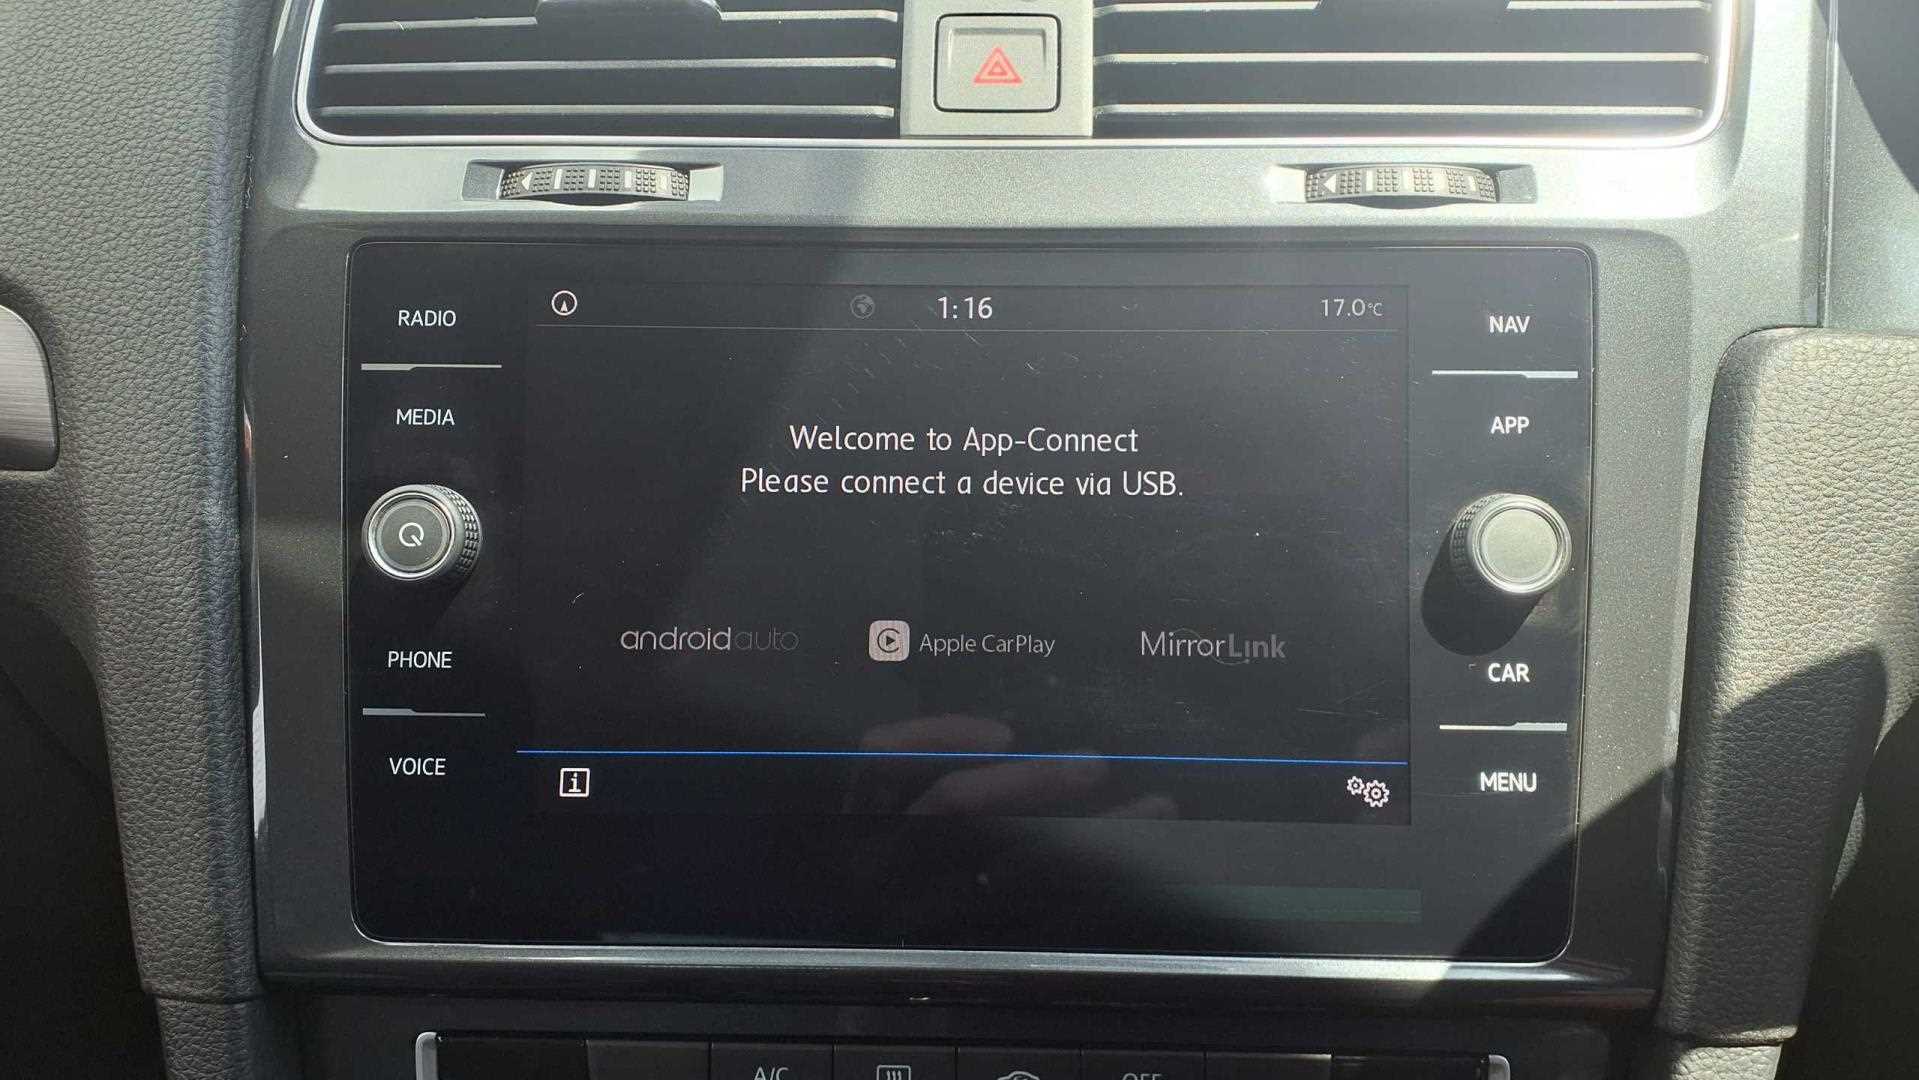 1:16
17.0°C
RADIO
NAV
MEDIA
APP
Welcome to App-Connect
Please connect a device via USB.
androidauto
Apple CarPlay
MirrorLink
PHONE
CAR
VOICE
MENU
i
A/C
OFF